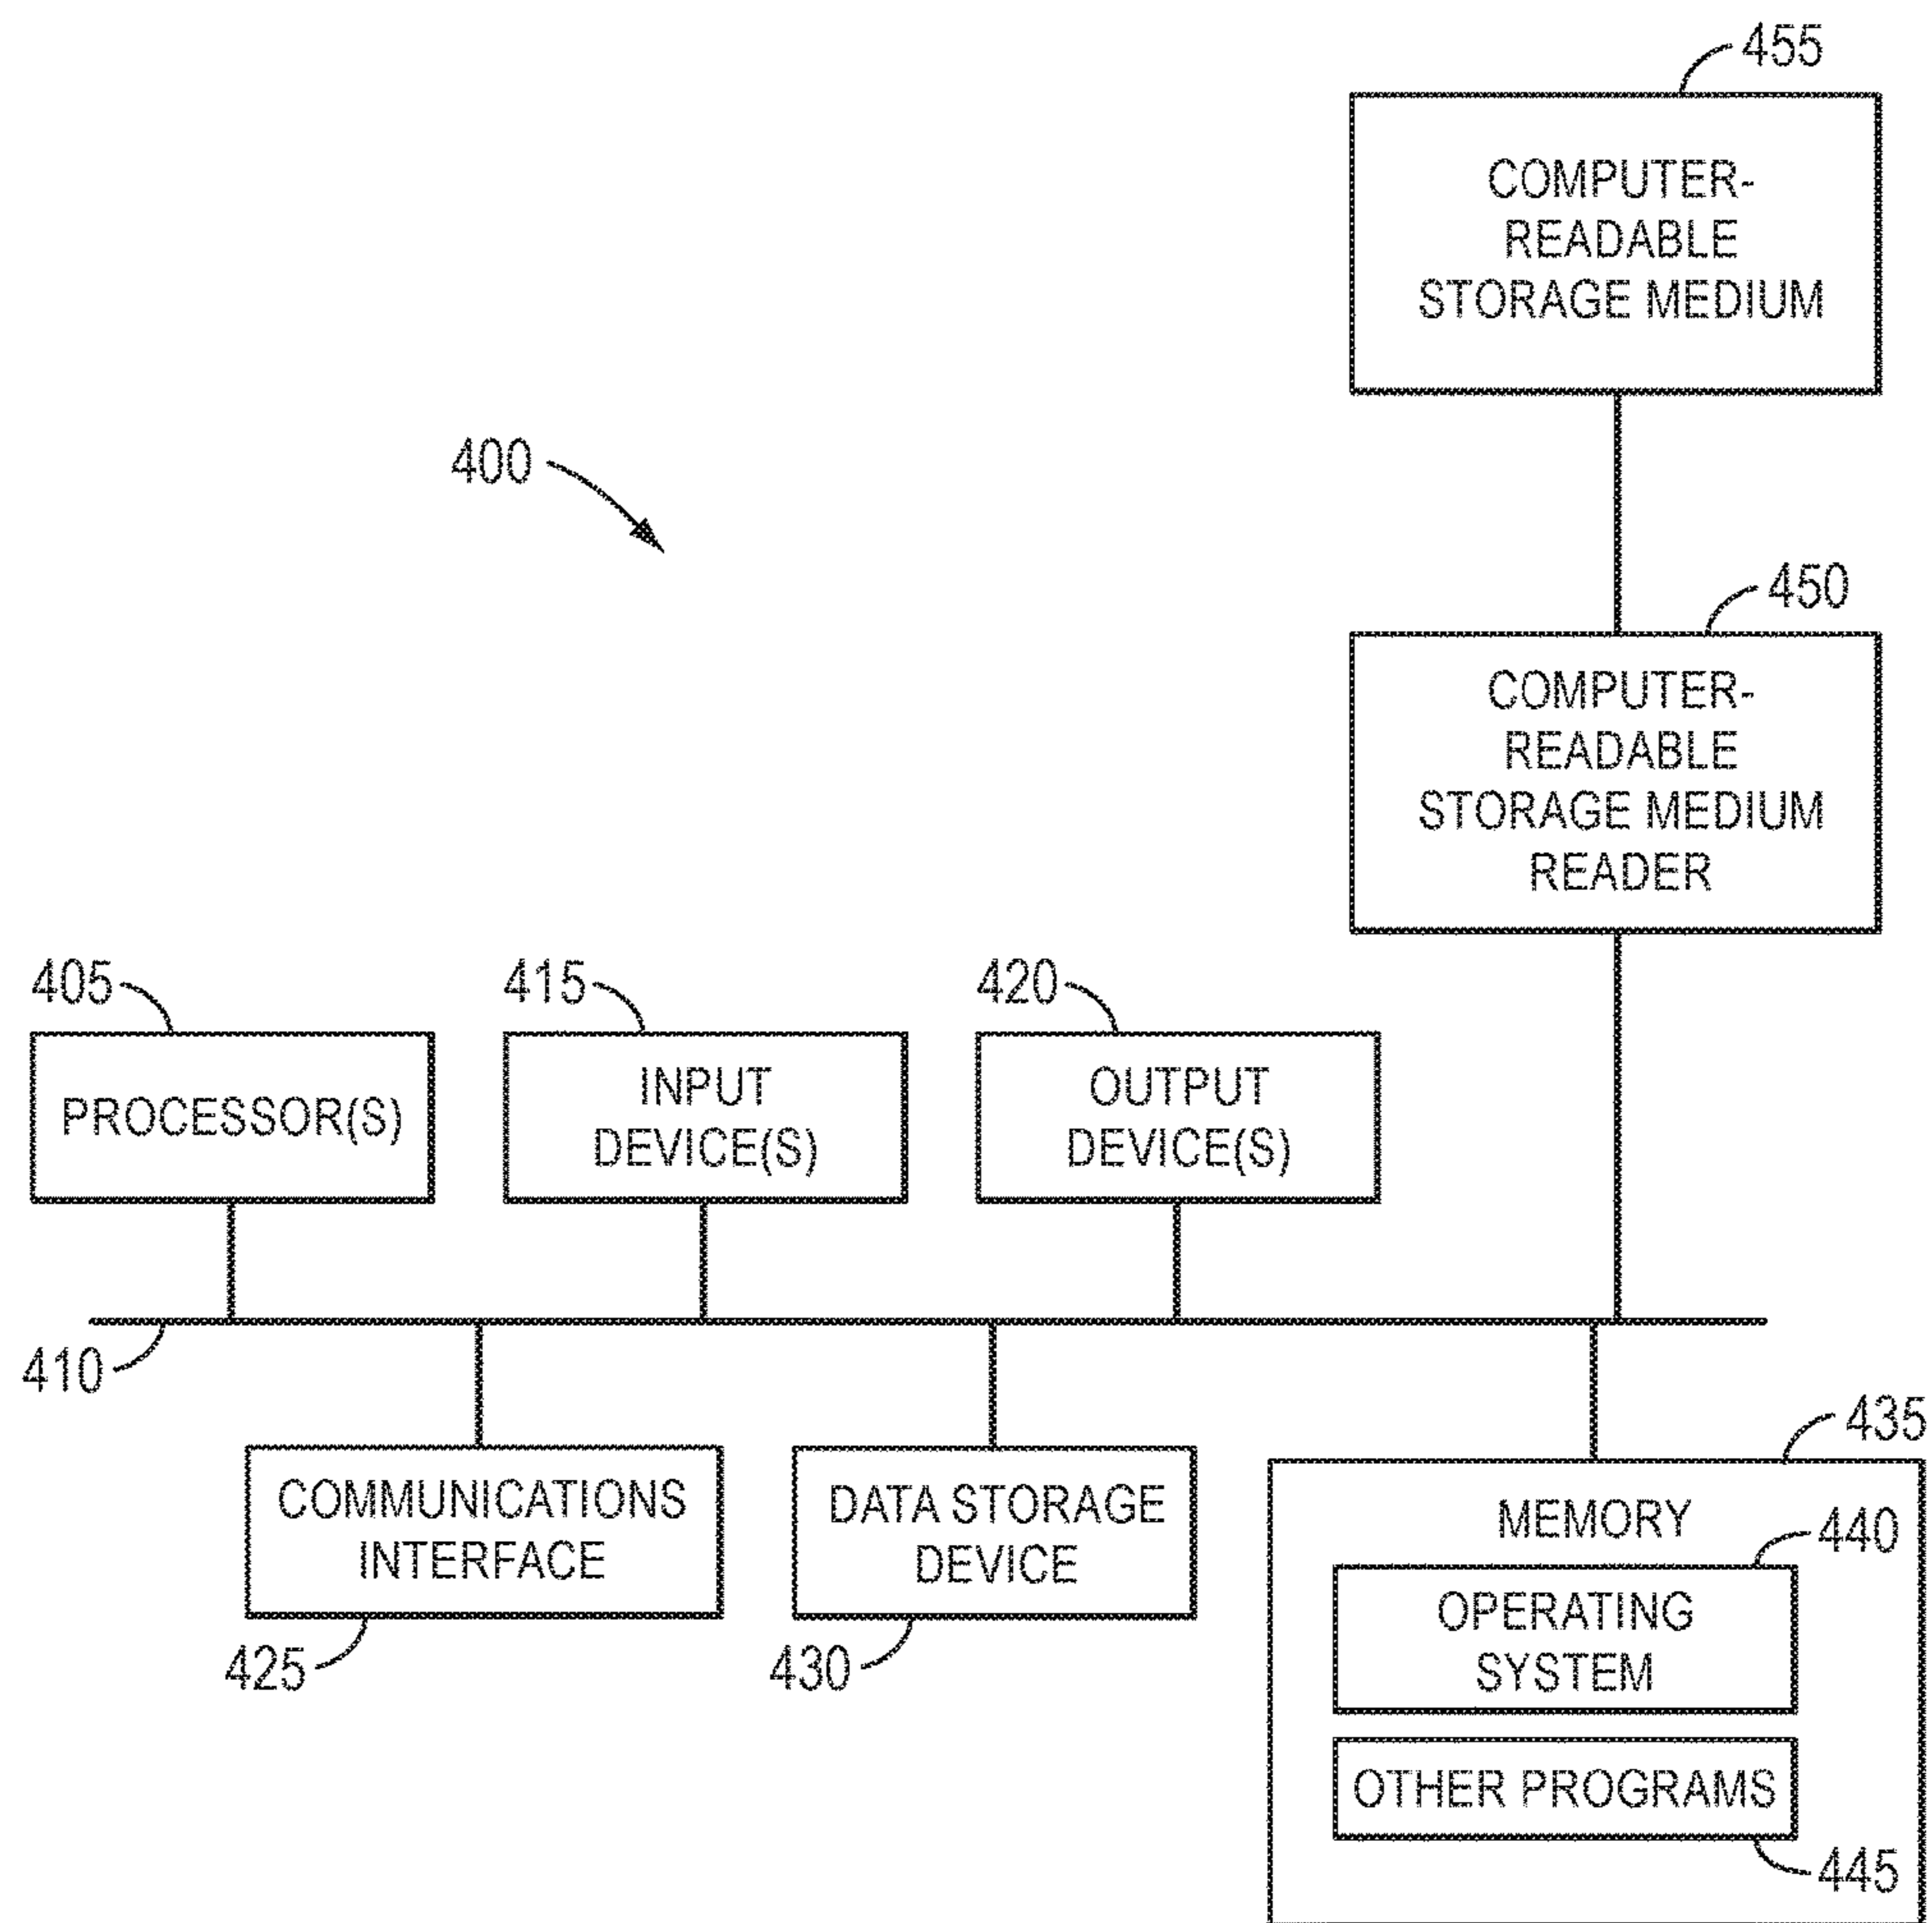 455
COMPUTER-
READABLE
STORAGE MEDIUM
400
450
COMPUTER-
READABLE
STORAGE MEDIUM
READER
405
PROCESSOR(S)
415
INPUT
DEVICE(S)
420
OUTPUT
DEVICE(S)
410
COMMUNICATIONS
INTERFACE
425
DATA STORAGE
DEVICE
430
435
MEMORY
440
OPERATING
SYSTEM
OTHER PROGRAMS
445